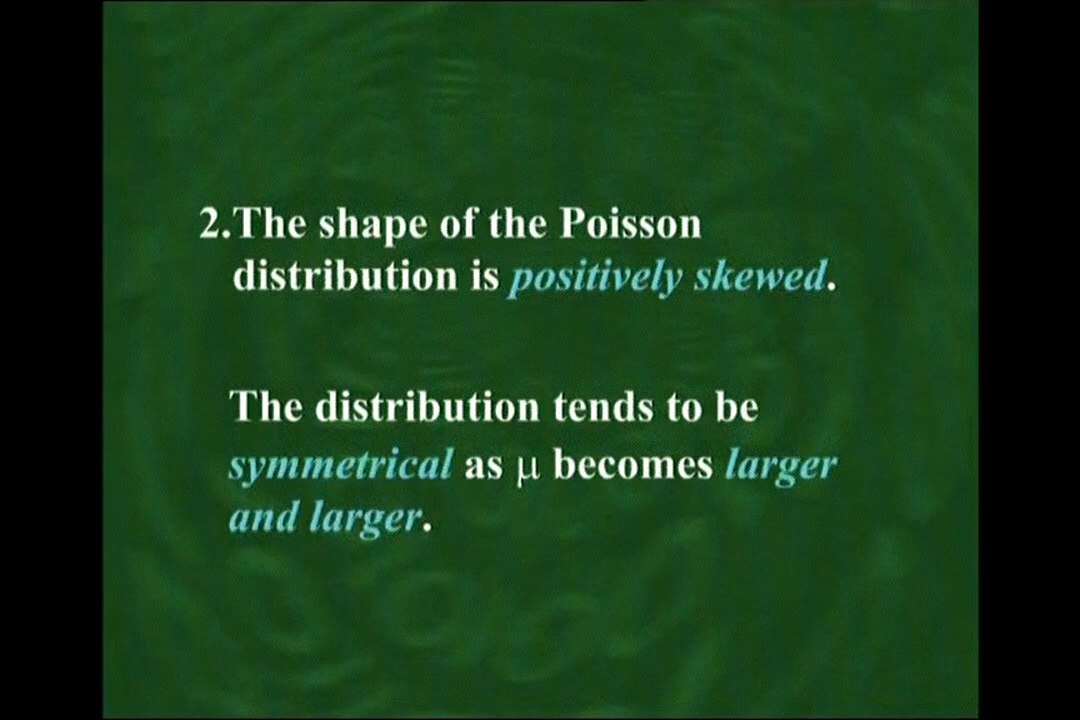 2.The shape of the Poisson
distribution is positively skewed.
The distribution tends to be
symmetrical as μ becomes larger
and larger.